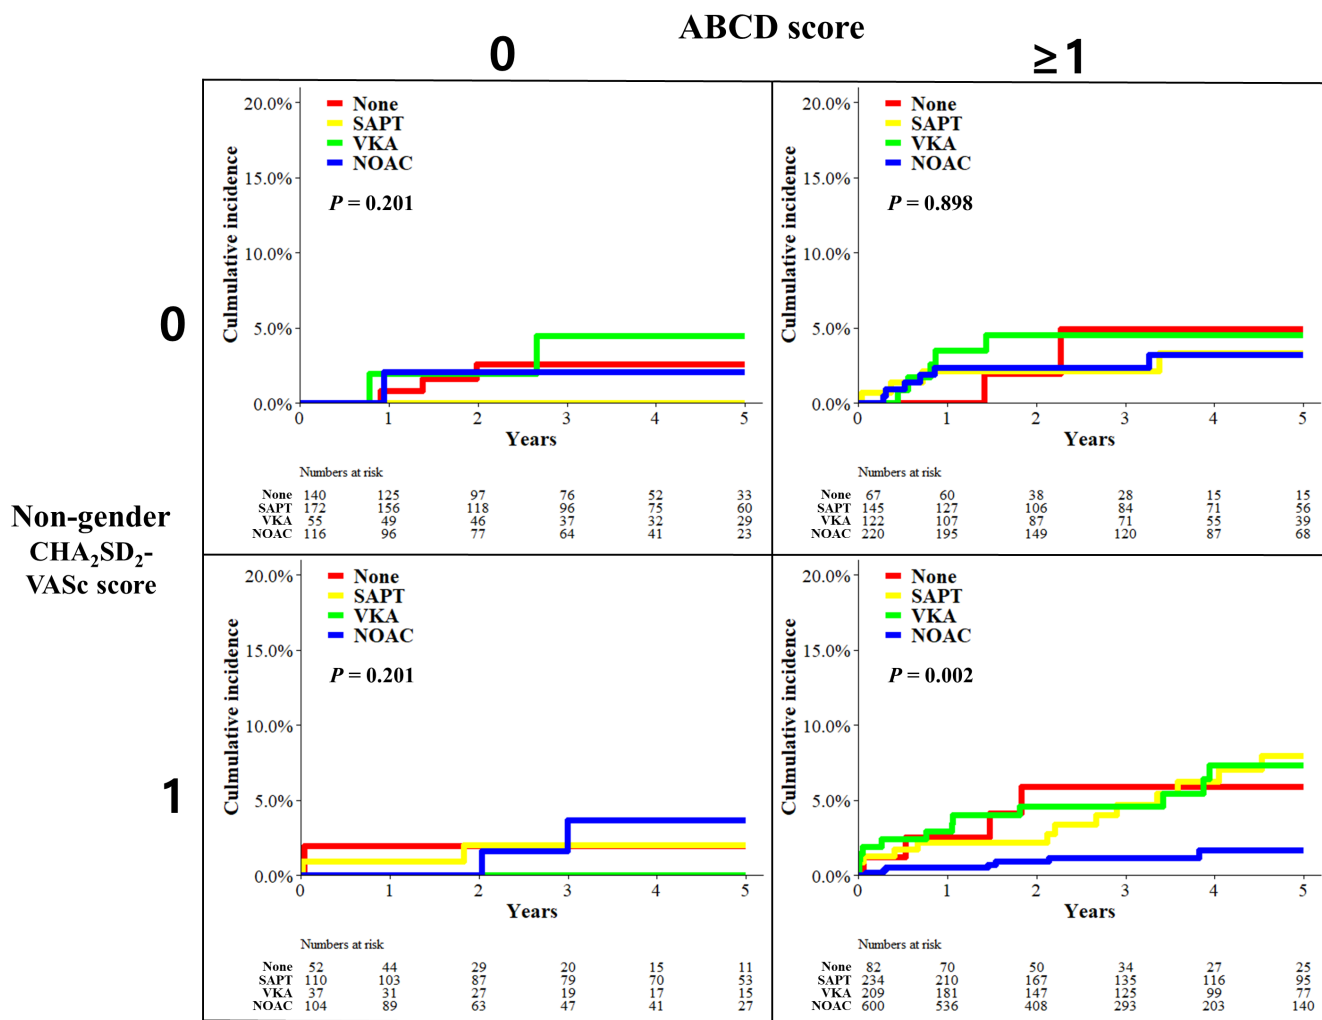 ABCD score
0
≥1
Non-gender
CHA₂SD₂-
VASc score
0
20.0%
15.0%
10.0%
5.0%
0.0%
Culmulative incidence
None
SAPT
VKA
NOAC
P = 0.201
0 1 2 3 4 5
Years
Numbers at risk
None 140 125 97 76 52 33
SAPT 172 156 118 96 75 60
VKA 55 49 46 37 32 29
NOAC 116 96 77 64 41 23
20.0%
15.0%
10.0%
5.0%
0.0%
Culmulative incidence
None
SAPT
VKA
NOAC
P = 0.898
0 1 2 3 4 5
Years
Numbers at risk
None 67 60 38 28 15 15
SAPT 145 127 106 84 71 56
VKA 122 107 87 71 55 39
NOAC 220 195 149 120 87 68
1
20.0%
15.0%
10.0%
5.0%
0.0%
Culmulative incidence
None
SAPT
VKA
NOAC
P = 0.201
0 1 2 3 4 5
Years
Numbers at risk
None 52 44 29 20 15 11
SAPT 110 103 87 79 70 53
VKA 37 31 27 19 17 15
NOAC 104 89 63 47 41 27
20.0%
15.0%
10.0%
5.0%
0.0%
Culmulative incidence
None
SAPT
VKA
NOAC
P = 0.002
0 1 2 3 4 5
Years
Numbers at risk
None 82 70 50 34 27 25
SAPT 234 210 167 135 116 95
VKA 209 181 147 125 99 77
NOAC 600 536 408 293 203 140